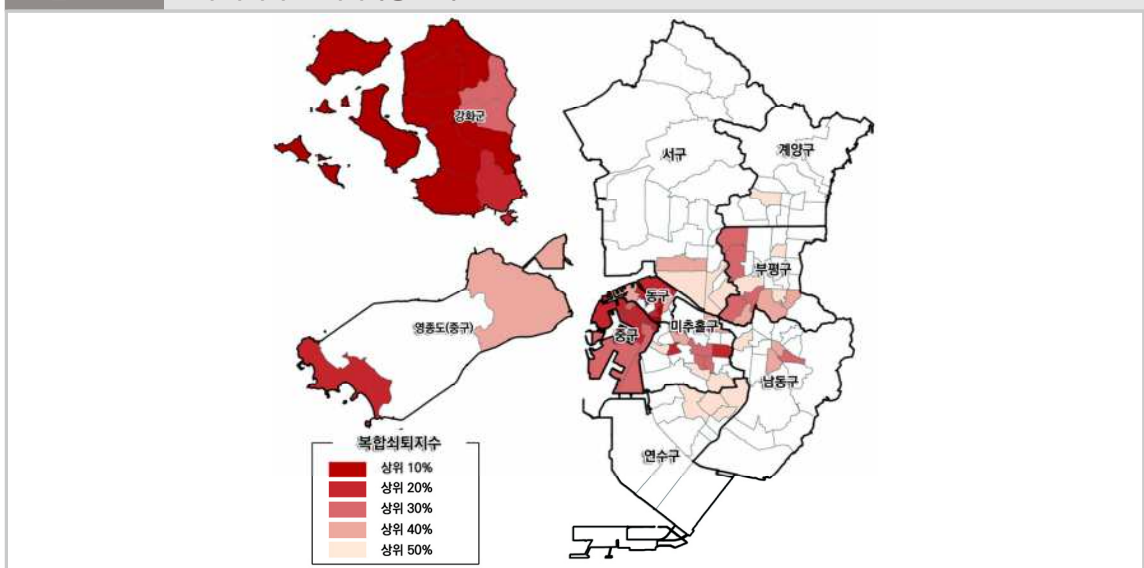 강화군
서구
계양구
부평구
동구
영종도(중구)
중구
미추홀구
남동구
연수구
복합쇠퇴지수
상위 10%
상위 20%
상위 30%
상위 40%
상위 50%